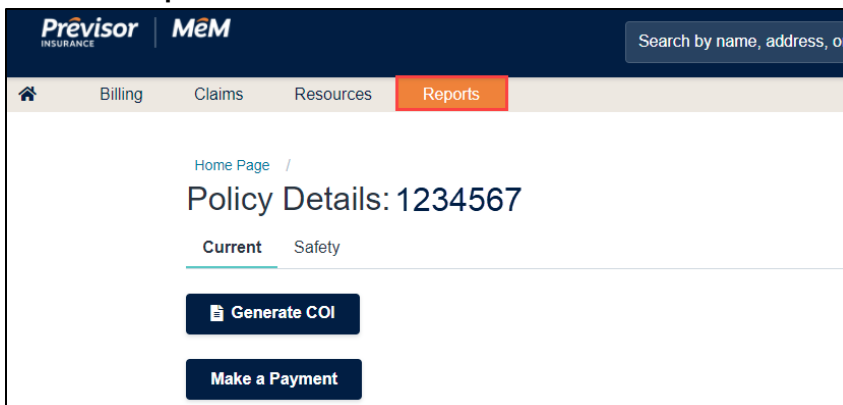 Prēvisor MēM
INSURANCE
Search by name, address, o
Billing Claims Resources Reports
Home Page /
Policy Details: 1234567
Current Safety
Generate COI
Make a Payment